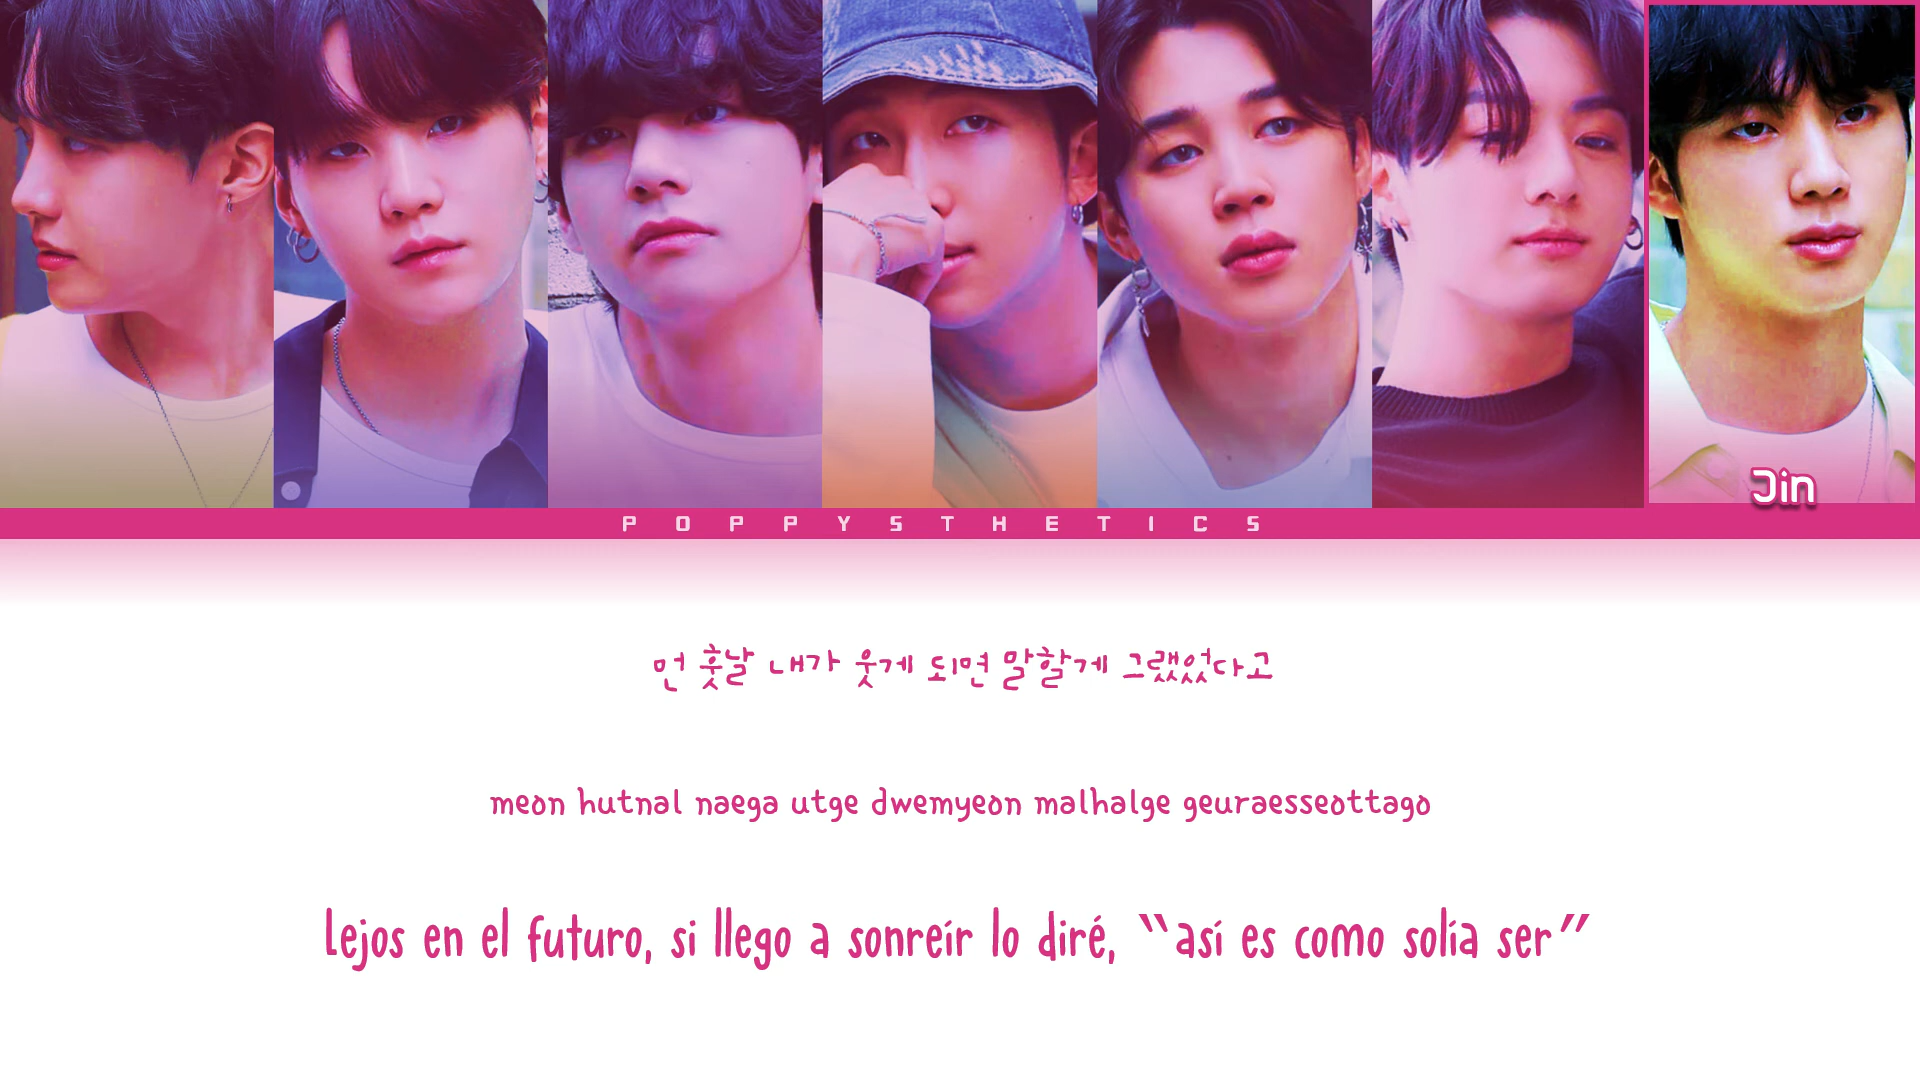 Jin
POPPYSTHETICS
먼 훗날 내가 웃게 되면 말할게 그랬었다고
meon hutnal naega utge dwemyeon malhalge geuraesseottago
Lejos en el futuro, si llego a sonreír lo diré, “así es como solía ser”